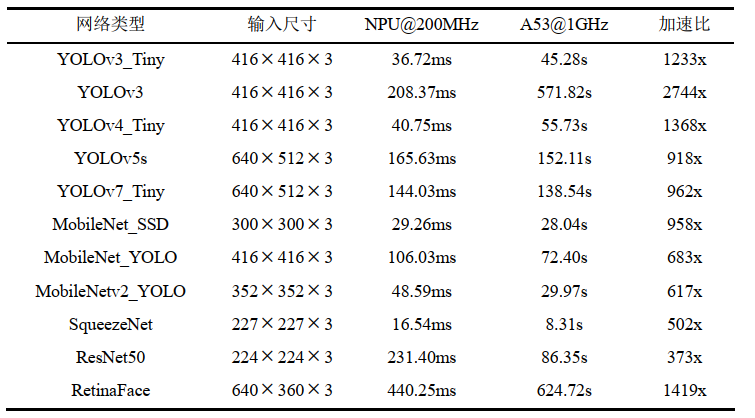 网络类型 输入尺寸 NPU@200MHz A53@1GHz 加速比
YOLOv3_Tiny 416×416×3 36.72ms 45.28s 1233x
YOLOv3 416×416×3 208.37ms 571.82s 2744x
YOLOv4_Tiny 416×416×3 40.75ms 55.73s 1368x
YOLOv5s 640×512×3 165.63ms 152.11s 918x
YOLOv7_Tiny 640×512×3 144.03ms 138.54s 962x
MobileNet_SSD 300×300×3 29.26ms 28.04s 958x
MobileNet_YOLO 416×416×3 106.03ms 72.40s 683x
MobileNetv2_YOLO 352×352×3 48.59ms 29.97s 617x
SqueezeNet 227×227×3 16.54ms 8.31s 502x
ResNet50 224×224×3 231.40ms 86.35s 373x
RetinaFace 640×360×3 440.25ms 624.72s 1419x